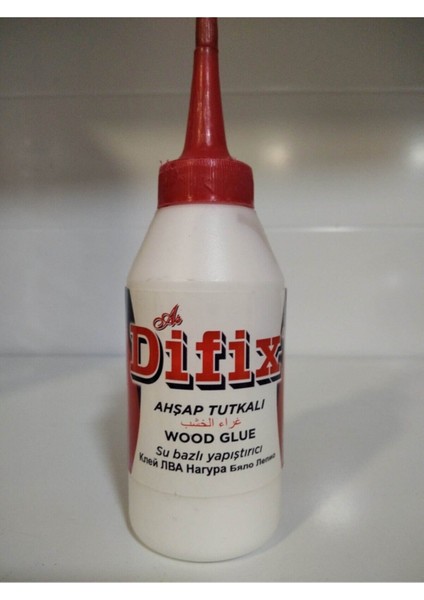 As
Difix
AHŞAP TUTKALI
غراء الخشب
WOOD GLUE
Su bazlı yapıştırıcı
Клей ЛВА Нагура Бяло Лепило